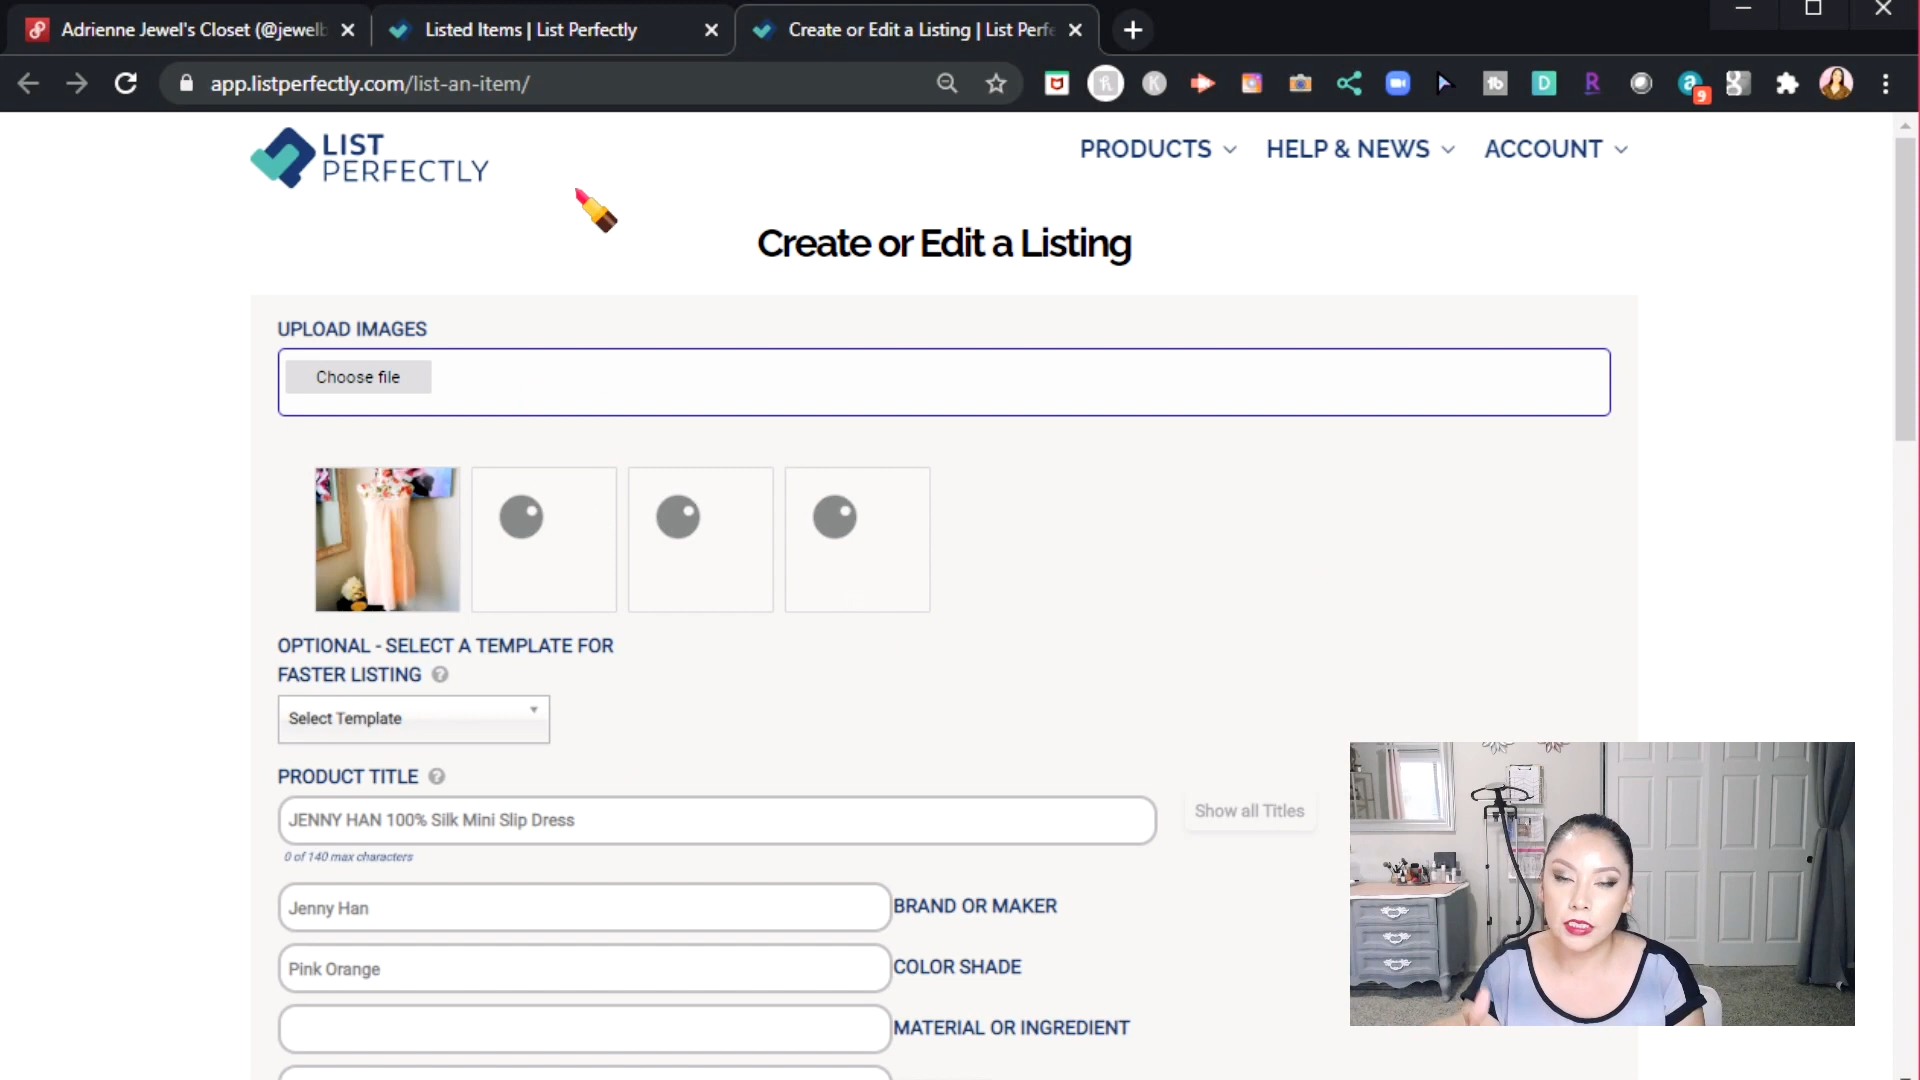 Adrienne Jewel's Closet (@jewelb
Listed Items | List Perfectly
Create or Edit a Listing | List Perfe
app.listperfectly.com/list-an-item/
9
LIST
PERFECTLY
PRODUCTS
HELP & NEWS
ACCOUNT
Create or Edit a Listing
UPLOAD IMAGES
Choose file
OPTIONAL - SELECT A TEMPLATE FOR
FASTER LISTING
Select Template
PRODUCT TITLE
JENNY HAN 100% Silk Mini Slip Dress
Show all Titles
0 of 140 max characters
Jenny Han
BRAND OR MAKER
Pink Orange
COLOR SHADE
MATERIAL OR INGREDIENT